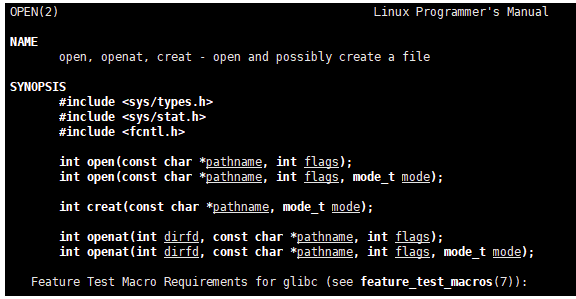 OPEN(2) Linux Programmer's Manual
NAME
open, openat, creat - open and possibly create a file
SYNOPSIS
#include <sys/types.h>
#include <sys/stat.h>
#include <fcntl.h>
int open(const char *pathname, int flags);
int open(const char *pathname, int flags, mode_t mode);
int creat(const char *pathname, mode_t mode);
int openat(int dirfd, const char *pathname, int flags);
int openat(int dirfd, const char *pathname, int flags, mode_t mode);
Feature Test Macro Requirements for glibc (see feature_test_macros(7)):